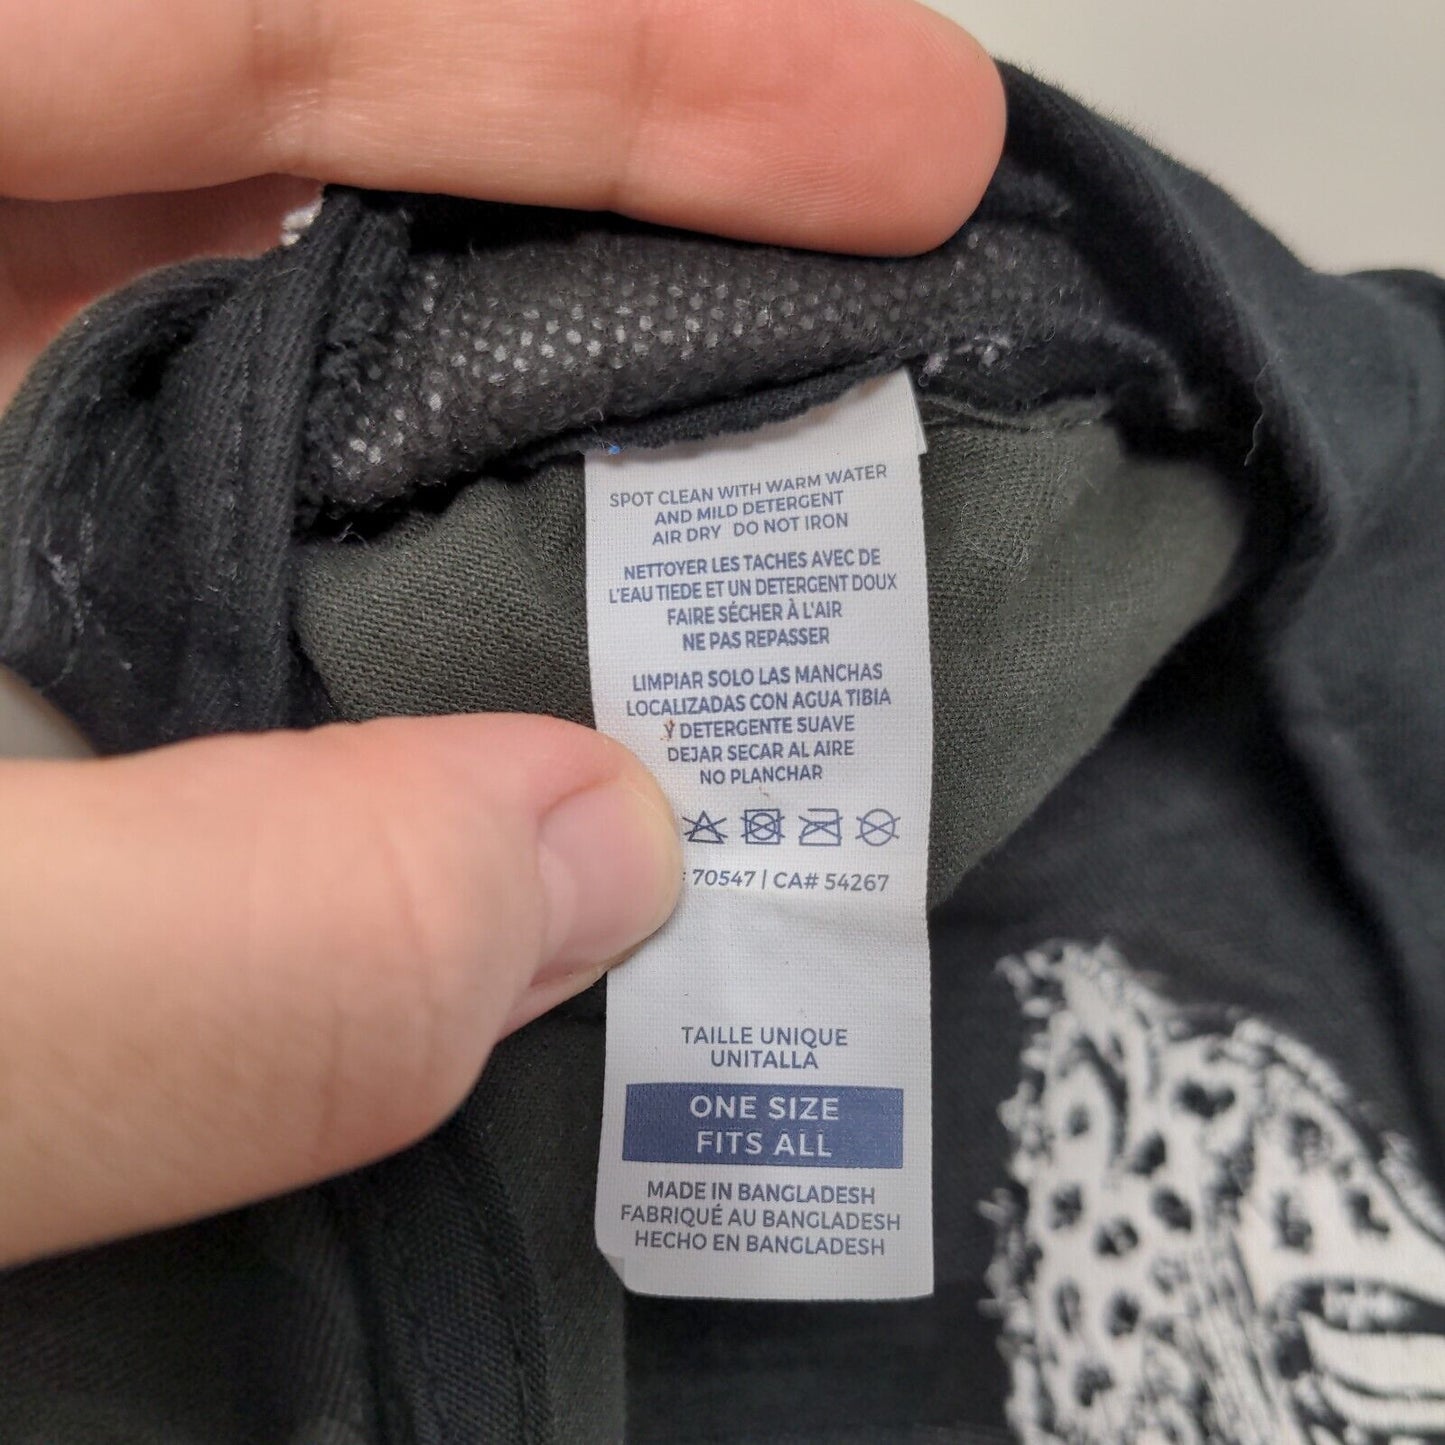 SPOT CLEAN WITH WARM WATER
AND MILD DETERGENT
AIR DRY DO NOT IRON
NETTOYER LES TACHES AVEC DE
L'EAU TIEDE ET UN DETERGENT DOUX
FAIRE SÉCHER À L'AIR
NE PAS REPASSER
LIMPIAR SOLO LAS MANCHAS
LOCALIZADAS CON AGUA TIBIA
Y DETERGENTE SUAVE
DEJAR SECAR AL AIRE
NO PLANCHAR
70547 | CA# 54267
TAILLE UNIQUE
UNITALLA
ONE SIZE
FITS ALL
MADE IN BANGLADESH
FABRIQUÉ AU BANGLADESH
HECHO EN BANGLADESH